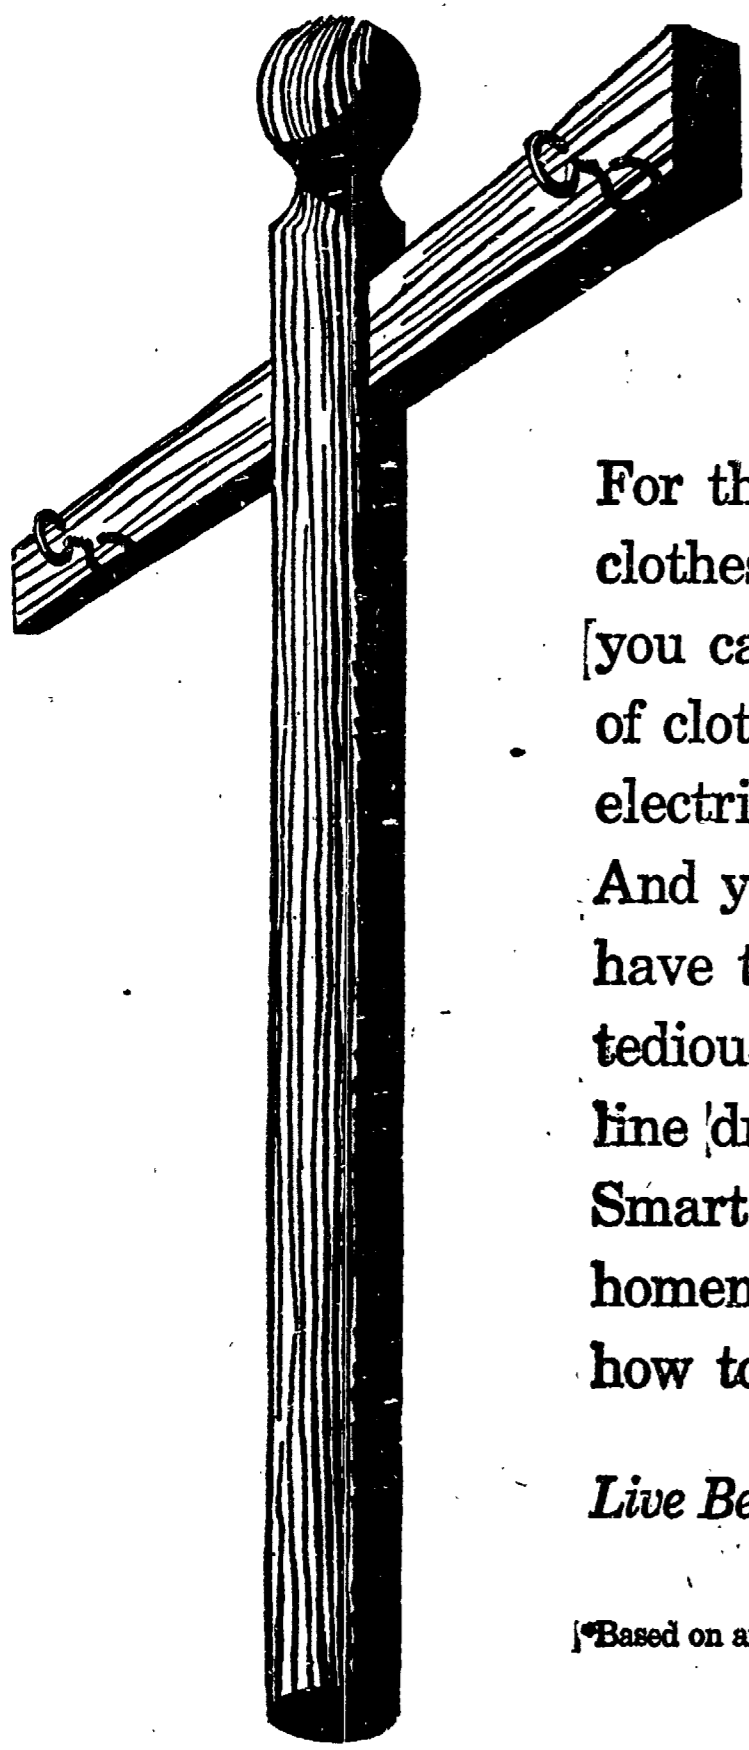 For th
clothes
you ca
of clot
electri
And y
have t
tediou
line dr
Smart
homen
how to
Live Be
*Based on a